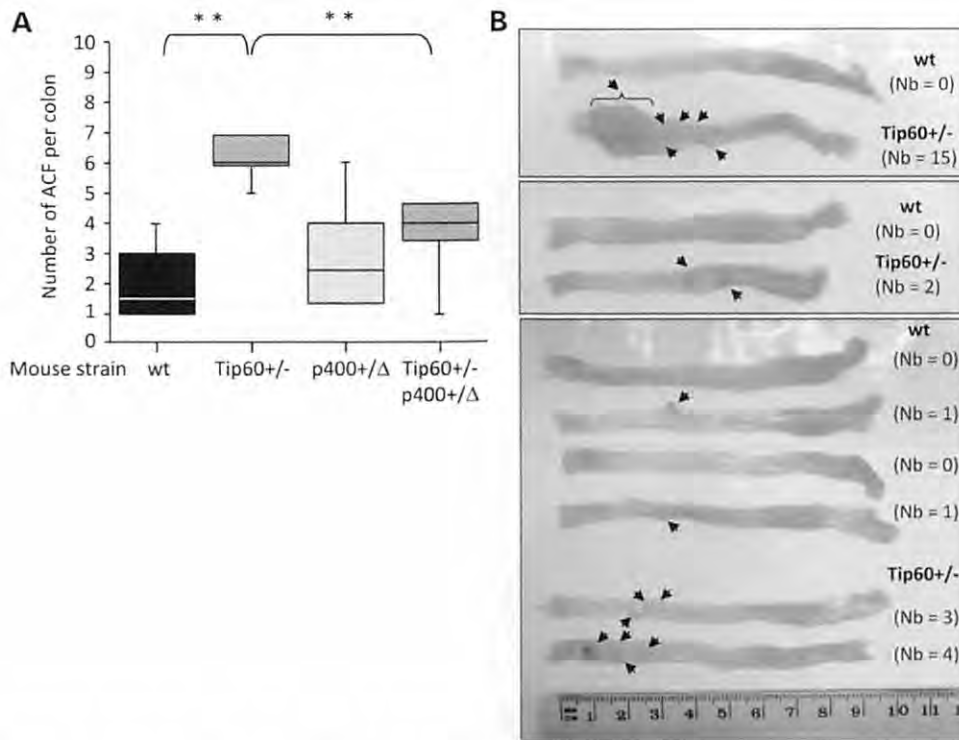 A
* *
* *
Number of ACF per colon
10
9
8
7
6
5
4
3
2
1
0
Mouse strain wt Tip60+/- p400+/Δ Tip60+/-
p400+/Δ
B
wt
(Nb = 0)
Tip60+/-
(Nb = 15)
wt
(Nb = 0)
Tip60+/-
(Nb = 2)
wt
(Nb = 0)
(Nb = 1)
(Nb = 0)
(Nb = 1)
Tip60+/-
(Nb = 3)
(Nb = 4)
1 2 3 4 5 6 7 8 9 10 11 1